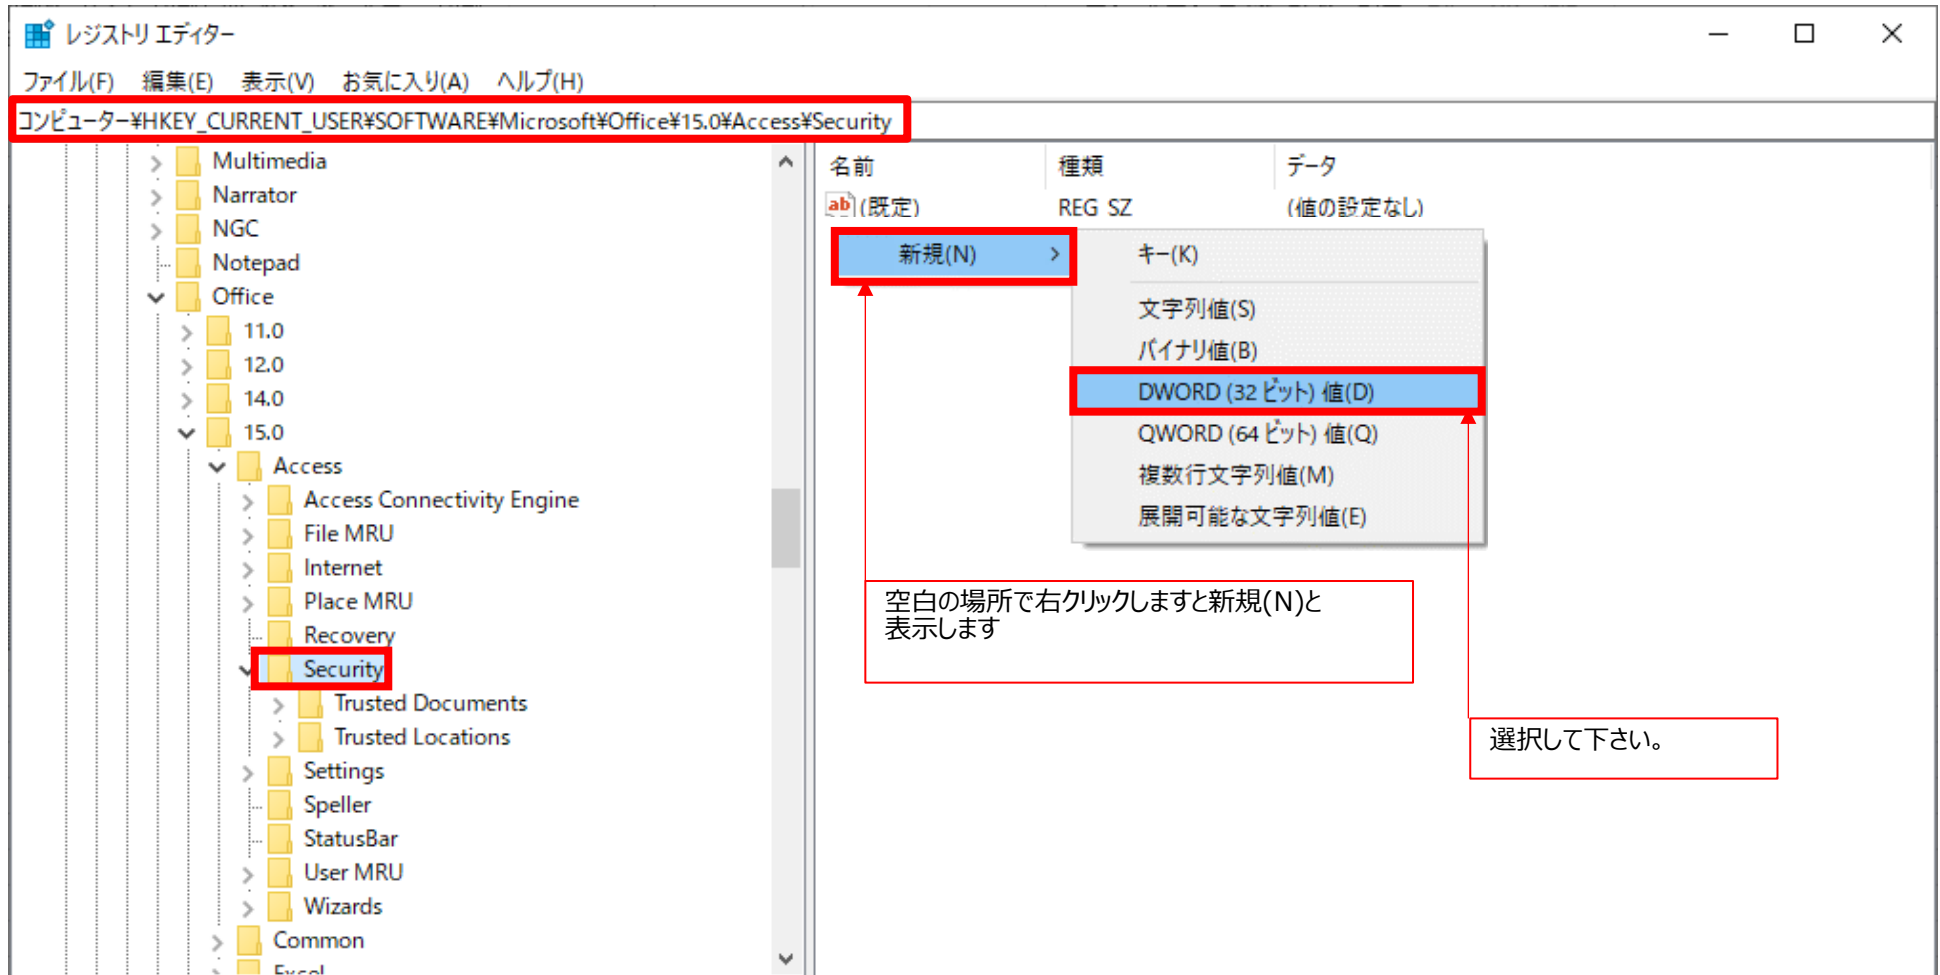 レジストリ エディター
ファイル(F) 編集(E) 表示(V) お気に入り(A) ヘルプ(H)
コンピューター¥HKEY_CURRENT_USER¥SOFTWARE¥Microsoft¥Office¥15.0¥Access¥Security
Multimedia
Narrator
NGC
Notepad
Office
11.0
12.0
14.0
15.0
Access
Access Connectivity Engine
File MRU
Internet
Place MRU
Recovery
Security
Trusted Documents
Trusted Locations
Settings
Speller
StatusBar
User MRU
Wizards
Common
Excel
名前 種類 データ
ab (既定) REG_SZ (値の設定なし)
新規(N)
キー(K)
文字列値(S)
バイナリ値(B)
DWORD (32 ビット) 値(D)
QWORD (64 ビット) 値(Q)
複数行文字列値(M)
展開可能な文字列値(E)
空白の場所で右クリックしますと新規(N)と
表示します
選択して下さい。